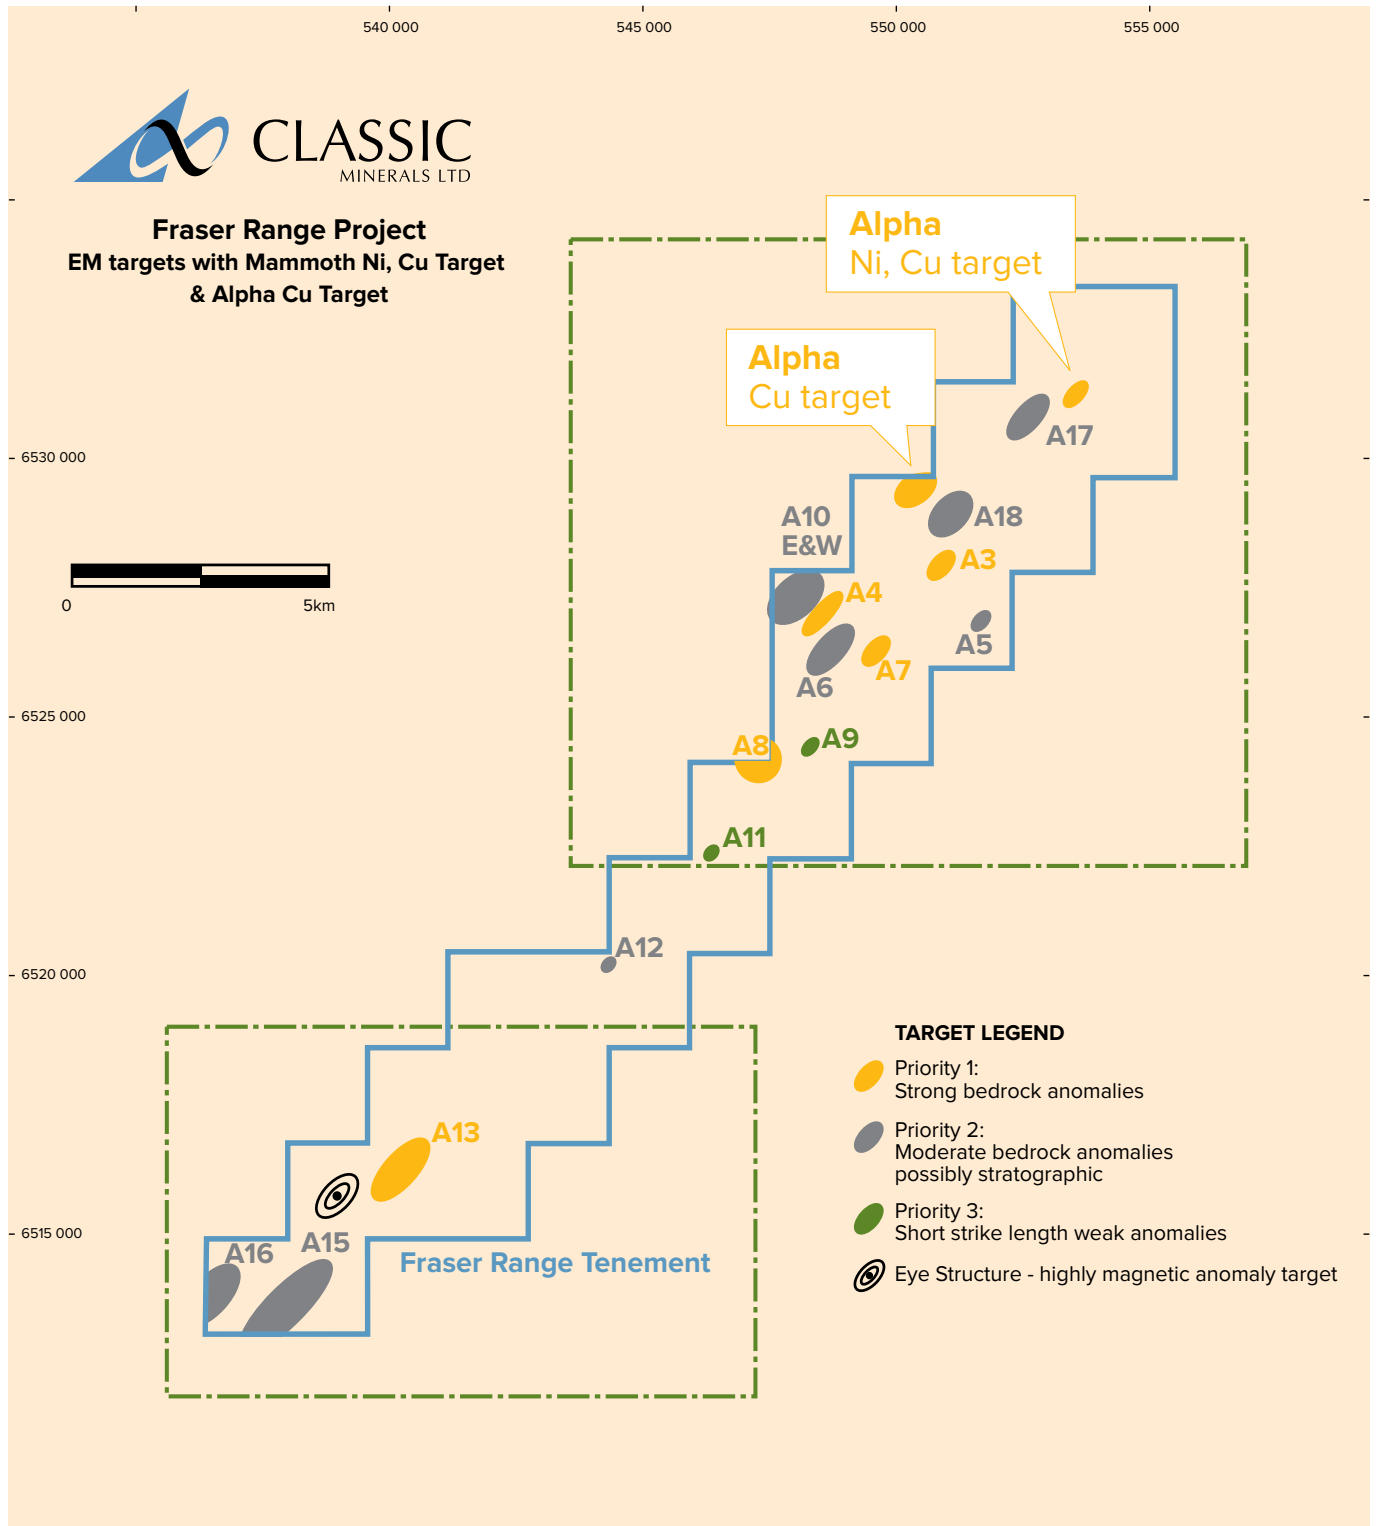 540 000
545 000
550 000
555 000
CLASSIC
MINERALS LTD
Fraser Range Project
EM targets with Mammoth Ni, Cu Target
& Alpha Cu Target
Alpha
Ni, Cu target
Alpha
Cu target
A17
6530 000
A10
E&W
A18
A3
A4
0
5km
A5
A7
A6
6525 000
A8
A9
A11
A12
6520 000
TARGET LEGEND
Priority 1:
Strong bedrock anomalies
Priority 2:
Moderate bedrock anomalies
possibly stratographic
Priority 3:
Short strike length weak anomalies
Eye Structure - highly magnetic anomaly target
A13
6515 000
A15
A16
Fraser Range Tenement